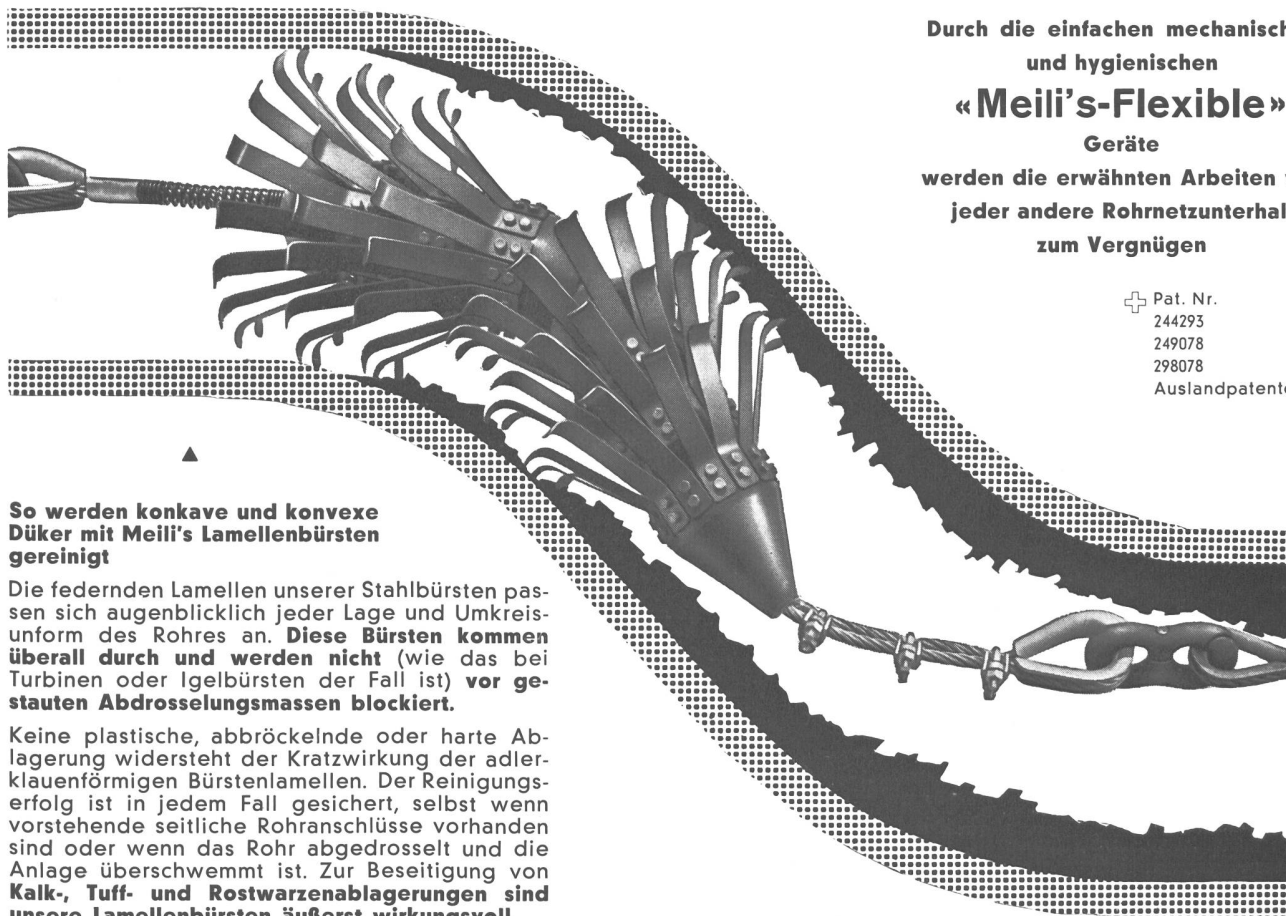 Durch die einfachen mechanisch
und hygienischen
«Meili's-Flexible»
Geräte
werden die erwähnten Arbeiten
jeder andere Rohrnetzunterhal
zum Vergnügen
Pat. Nr.
244293
249078
298078
Auslandpatente
So werden konkave und konvexe
Düker mit Meili's Lamellenbürsten
gereinigt
Die federnden Lamellen unserer Stahlbürsten pas-
sen sich augenblicklich jeder Lage und Umkreis-
unform des Rohres an. Diese Bürsten kommen
überall durch und werden nicht (wie das bei
Turbinen oder Igelbürsten der Fall ist) vor ge-
stauten Abdrosselungsmassen blockiert.
Keine plastische, abbröckelnde oder harte Ab-
lagerung widersteht der Kratzwirkung der adler-
klauenförmigen Bürstenlamellen. Der Reinigungs-
erfolg ist in jedem Fall gesichert, selbst wenn
vorstehende seitliche Rohranschlüsse vorhanden
sind oder wenn das Rohr abgedrosselt und die
Anlage überschwemmt ist. Zur Beseitigung von
Kalk-, Tuff- und Rostwarzenablagerungen sind
unsere Lamellenbürsten äußerst wirkungsvoll